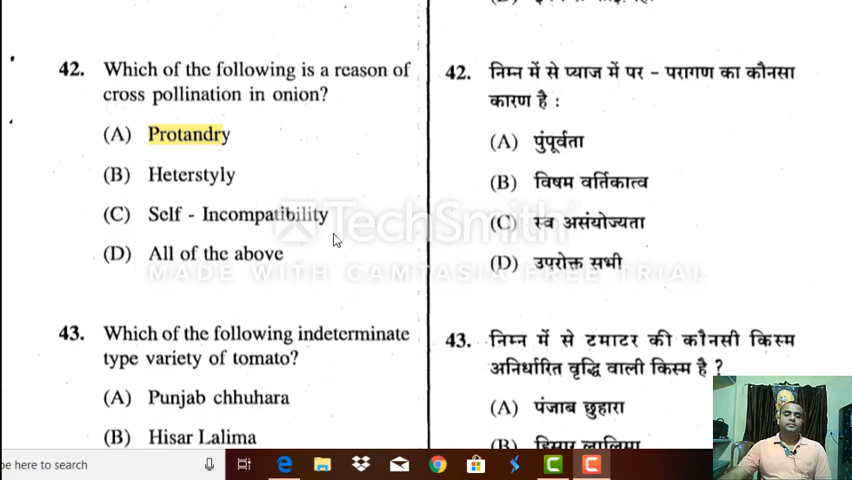 42. Which of the following is a reason of
cross pollination in onion?
(A) Protandry
(B) Heterstyly
(C) Self - Incompatibility
(D) All of the above
43. Which of the following indeterminate
type variety of tomato?
(A) Punjab chhuhara
(B) Hisar Lalima
42. निम्न में से प्याज में पर - परागण का कौनसा
कारण है :
(A) पुंपूर्वता
(B) विषम वर्तिकात्व
(C) स्व असंयोज्यता
(D) उपरोक्त सभी
43. निम्न में से टमाटर की कौनसी किस्म
अनिर्धारित वृद्धि वाली किस्म है ?
(A) पंजाब छुहारा
(B) हिसार लालिमा
TechSmith
MADE WITH CAMTASIA FREE TRIAL
pe here to search